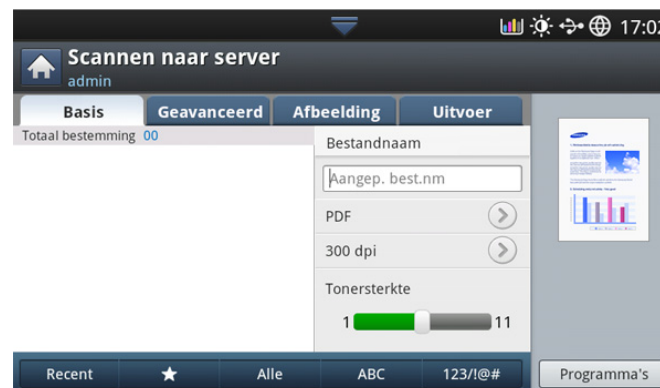 17:02
Scannen naar server
admin
Basis Geavanceerd Afbeelding Uitvoer
Totaal bestemming 00
Bestandnaam
Aangep. best.nm
PDF
300 dpi
Tonersterkte
1 11
Recent ★ Alle ABC 123/!@# Programma's